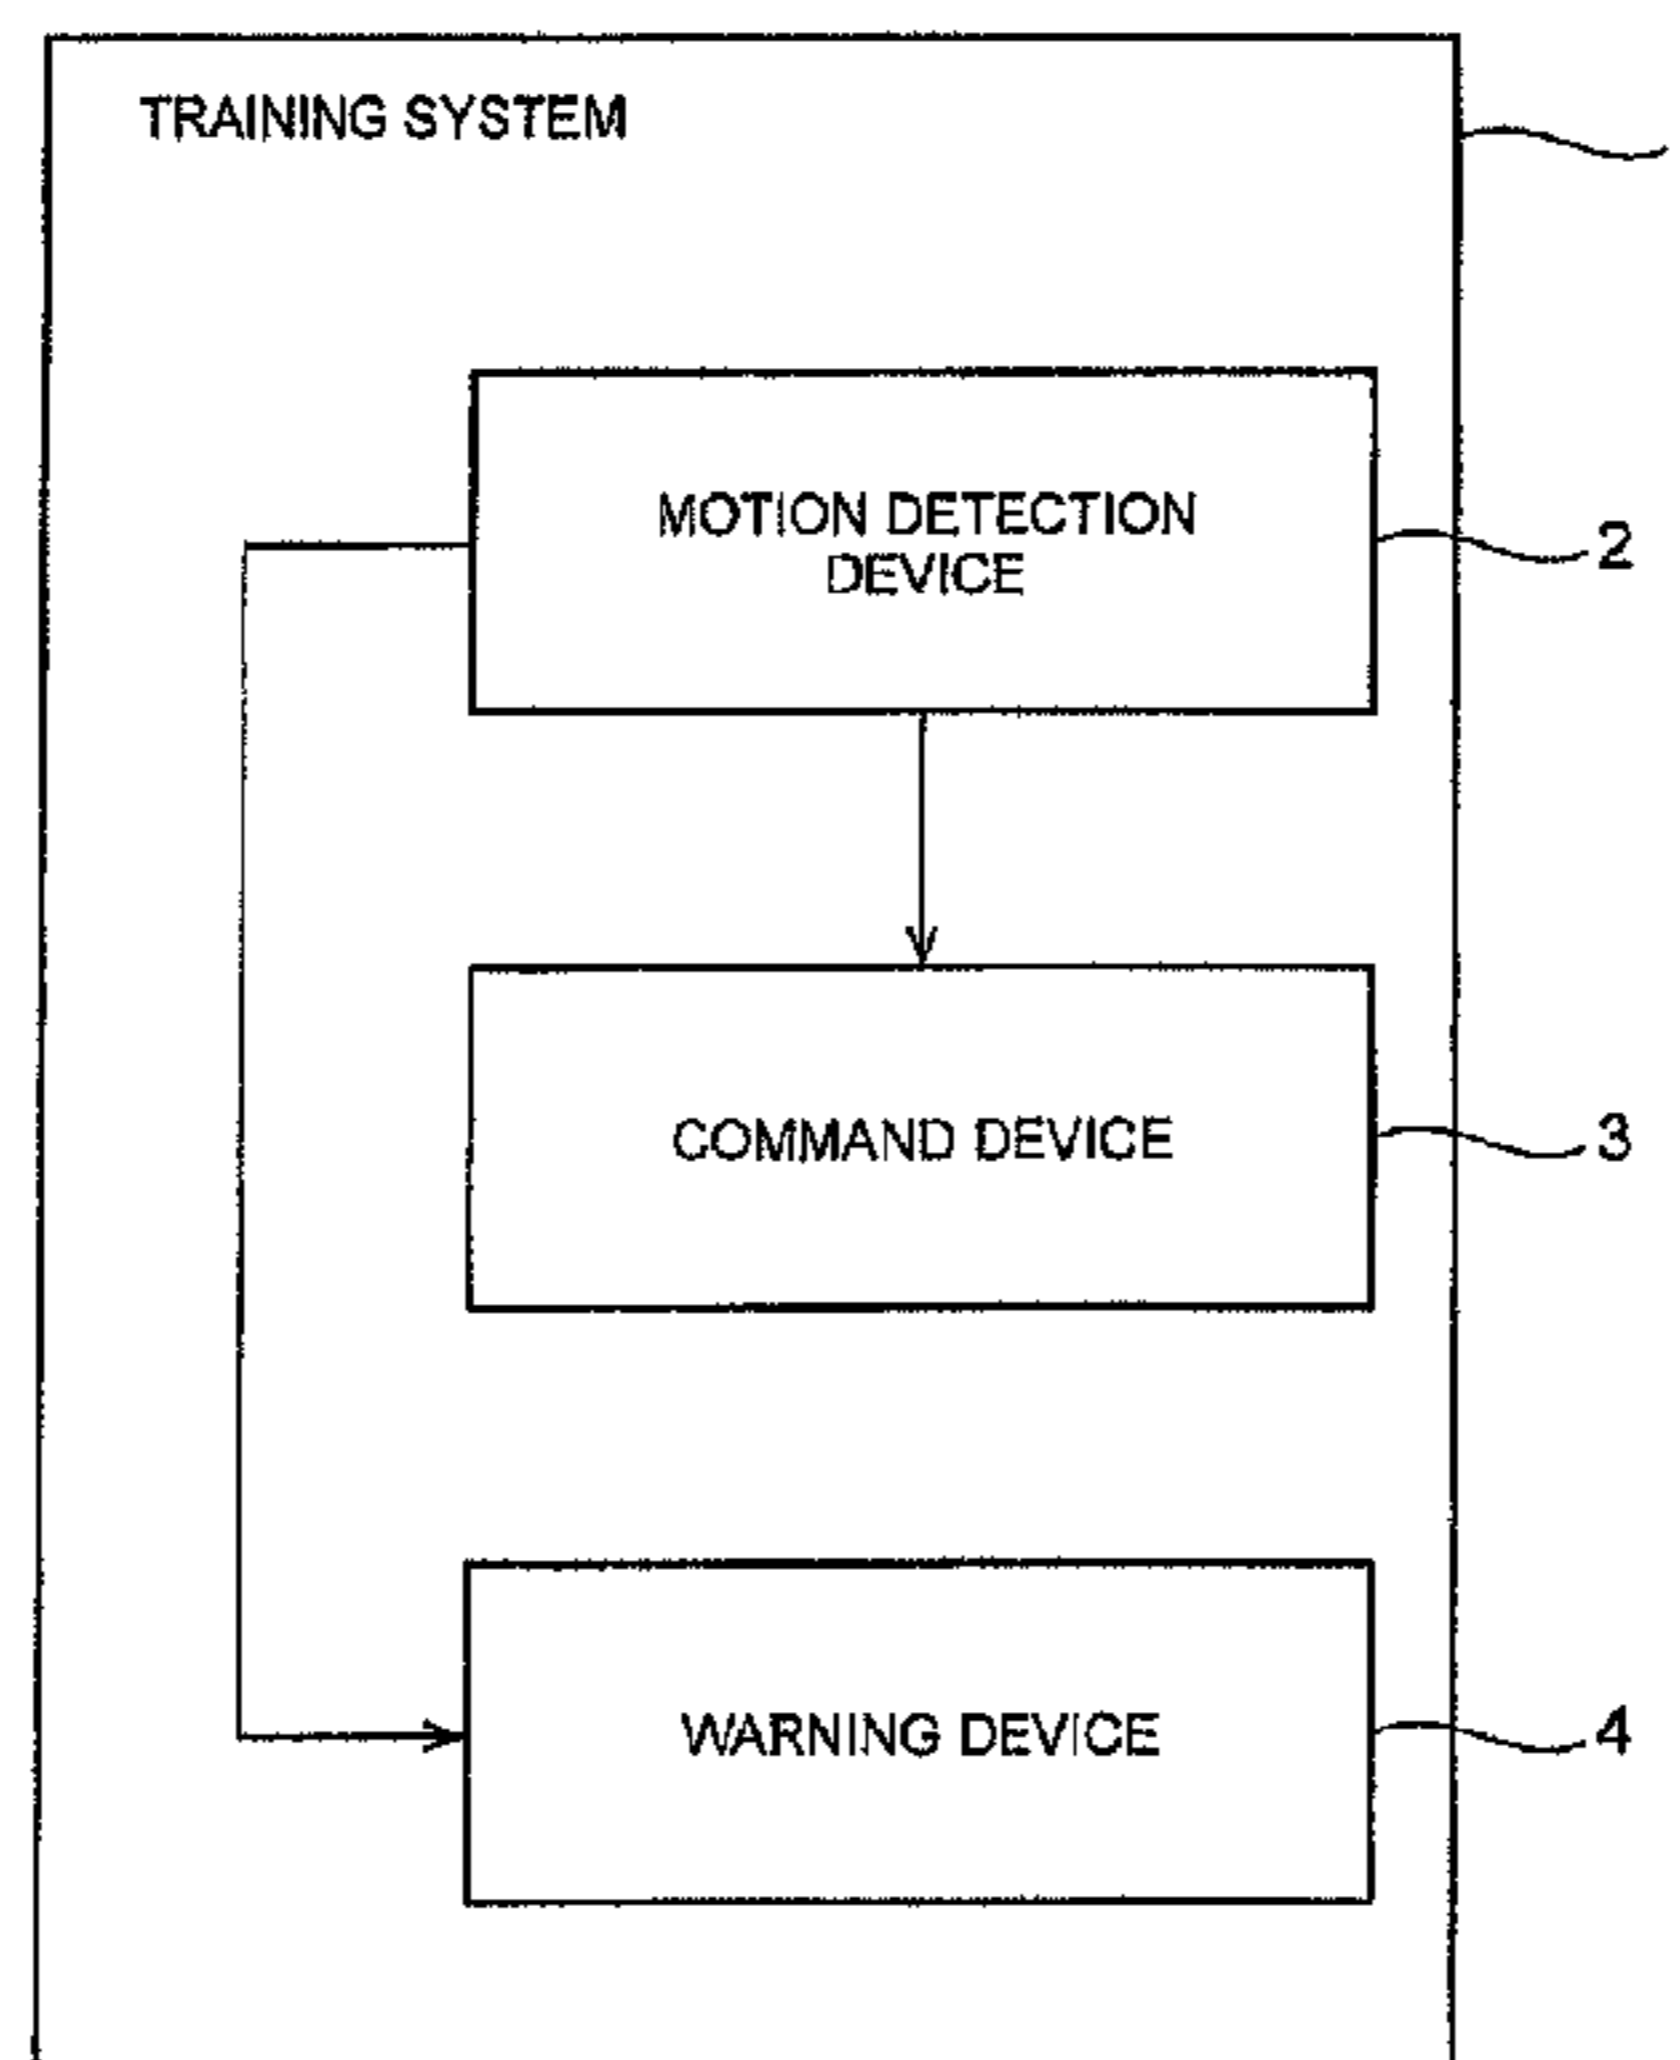 TRAINING SYSTEM
MOTION DETECTION
DEVICE
2
COMMAND DEVICE
3
WARNING DEVICE
4